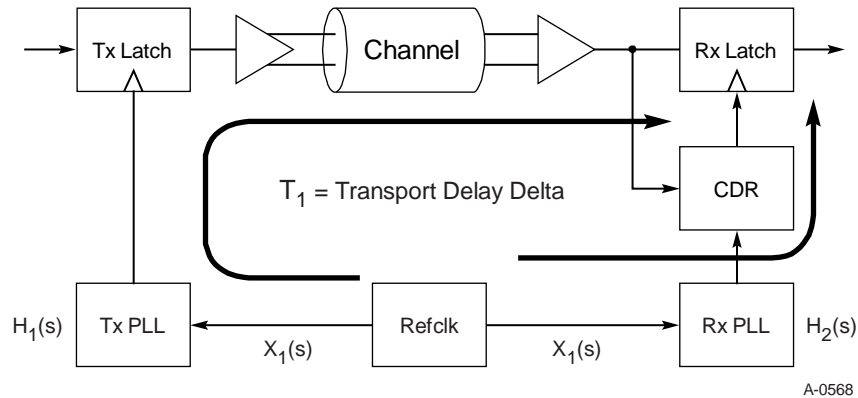 Tx Latch
Channel
Rx Latch
T1 = Transport Delay Delta
CDR
H1(s)
Tx PLL
Refclk
Rx PLL
H2(s)
X1(s)
X1(s)
A-0568